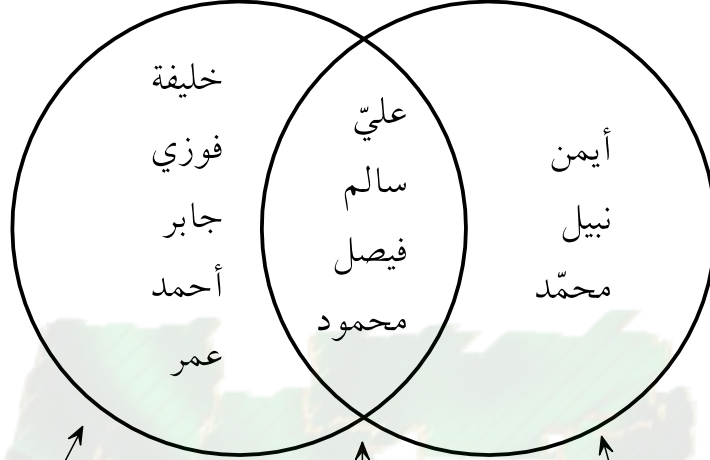 أيمن
نبيل
محمّد
عليّ
سالم
فيصل
محمود
خليفة
فوزي
جابر
أحمد
عمر